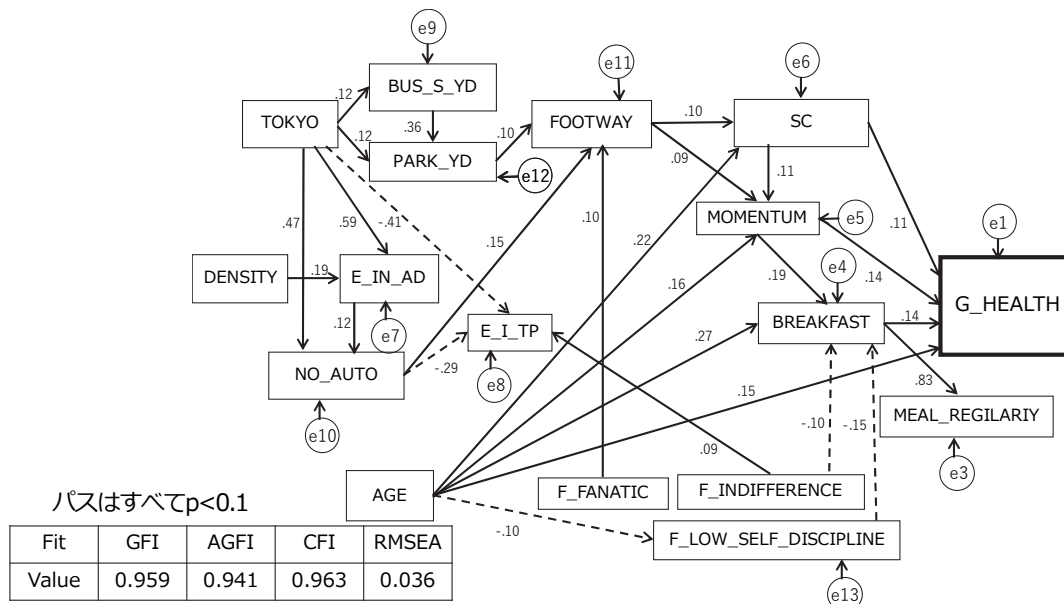 e9
e11
e6
BUS_S_YD
TOKYO
FOOTWAY
SC
.12
.12
.36
PARK_YD
.10
.10
.09
.11
e12
.10
MOMENTUM
e5
.11
e1
.47
.59
-.41
.15
.22
.16
.19
e4
.14
DENSITY
.19
E_IN_AD
G_HEALTH
BREAKFAST
.14
.12
e7
E_I_TP
.27
NO_AUTO
-.29
e8
.15
.83
e10
-.10
-.15
MEAL_REGILARIY
.09
e3
AGE
F_FANATIC
F_INDIFFERENCE
-.10
F_LOW_SELF_DISCIPLINE
e13
パスはすべてp<0.1
Fit GFI AGFI CFI RMSEA
Value 0.959 0.941 0.963 0.036